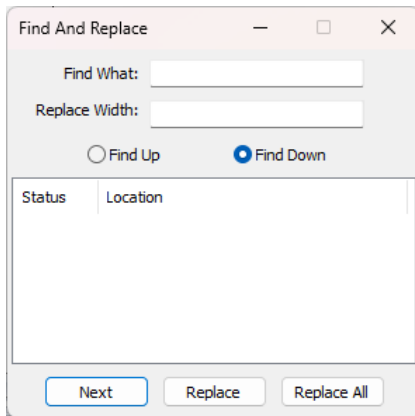 Find And Replace
Find What:
Replace Width:
Find Up Find Down
Status Location
Next Replace Replace All